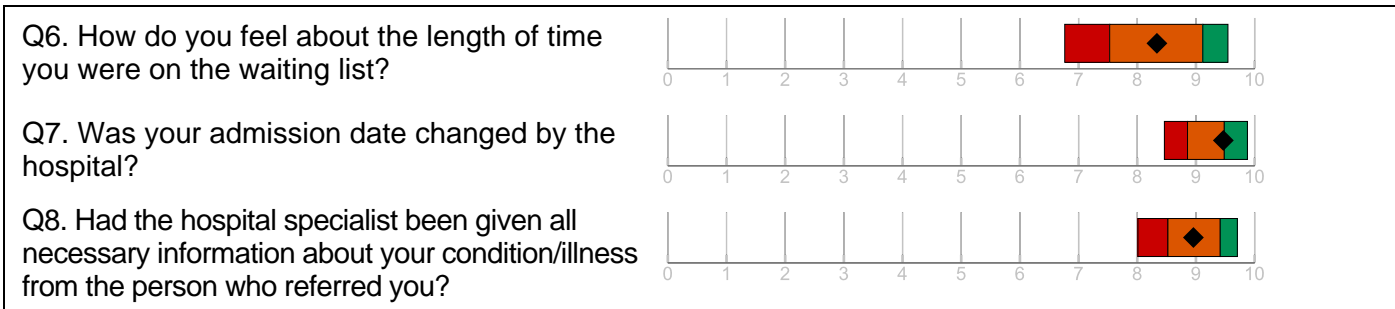 Q6. How do you feel about the length of time
you were on the waiting list?
0 1 2 3 4 5 6 7 8 9 10
Q7. Was your admission date changed by the
hospital?
0 1 2 3 4 5 6 7 8 9 10
Q8. Had the hospital specialist been given all
necessary information about your condition/illness
from the person who referred you?
0 1 2 3 4 5 6 7 8 9 10